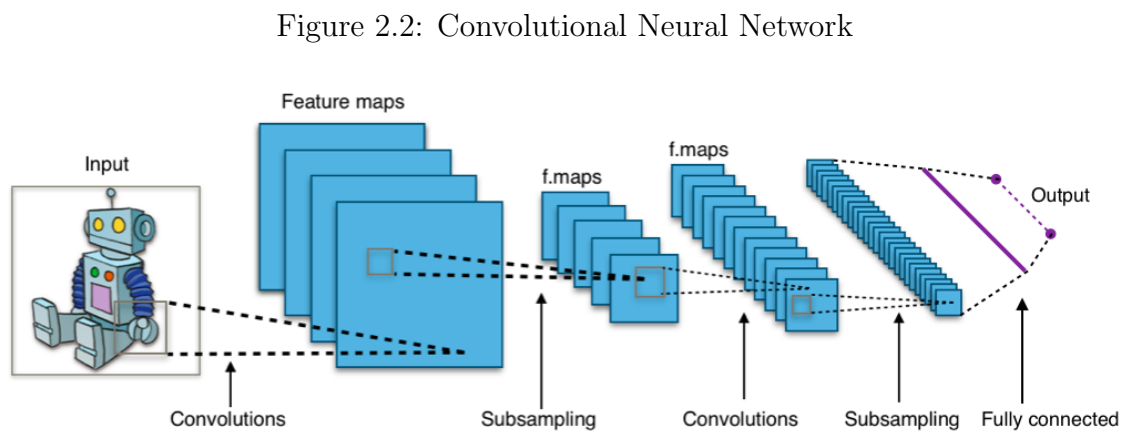 Figure 2.2: Convolutional Neural Network
Feature maps
Input
f.maps
f.maps
Output
Convolutions
Subsampling
Convolutions
Subsampling
Fully connected